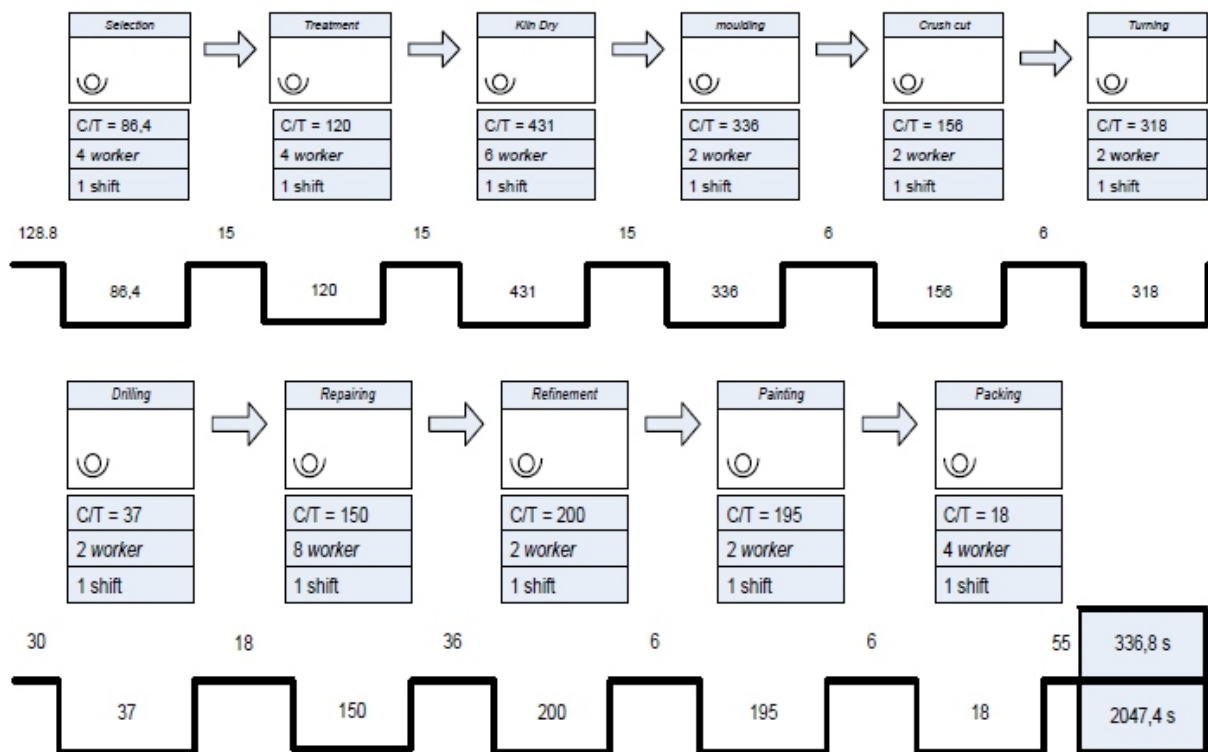 Selection Treatment Kiln Dry moulding Crush cut Turning
C/T = 86,4 C/T = 120 C/T = 431 C/T = 336 C/T = 156 C/T = 318
4 worker 4 worker 6 worker 2 worker 2 worker 2 worker
1 shift 1 shift 1 shift 1 shift 1 shift 1 shift
128.8 15 15 15 6 6
86,4 120 431 336 156 318
Drilling Repairing Refinement Painting Packing
C/T = 37 C/T = 150 C/T = 200 C/T = 195 C/T = 18
2 worker 8 worker 2 worker 2 worker 4 worker
1 shift 1 shift 1 shift 1 shift 1 shift
30 18 36 6 6 55 336,8 s
37 150 200 195 18 2047,4 s